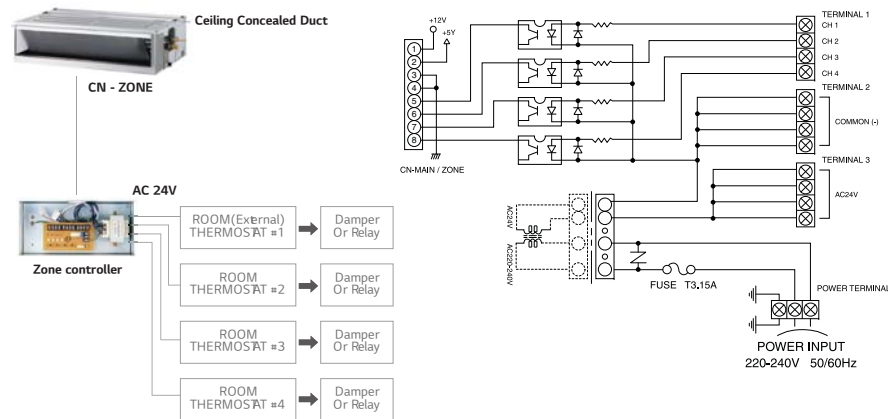 Ceiling Concealed Duct
CN - ZONE
AC 24V
Zone controller
ROOM(External)
THERMOSTAT #1
Damper
Or Relay
ROOM
THERMOSTAT #2
Damper
Or Relay
ROOM
THERMOSTAT #3
Damper
Or Relay
ROOM
THERMOSTAT #4
Damper
Or Relay
+12V
+5Y
1
2
3
4
5
6
7
8
CN-MAIN / ZONE
TERMINAL 1
CH 1
CH 2
CH 3
CH 4
TERMINAL 2
COMMON (-)
TERMINAL 3
AC24V
AC24V
AC220-240V
FUSE T3.15A
POWER TERMINAL
POWER INPUT
220-240V 50/60Hz